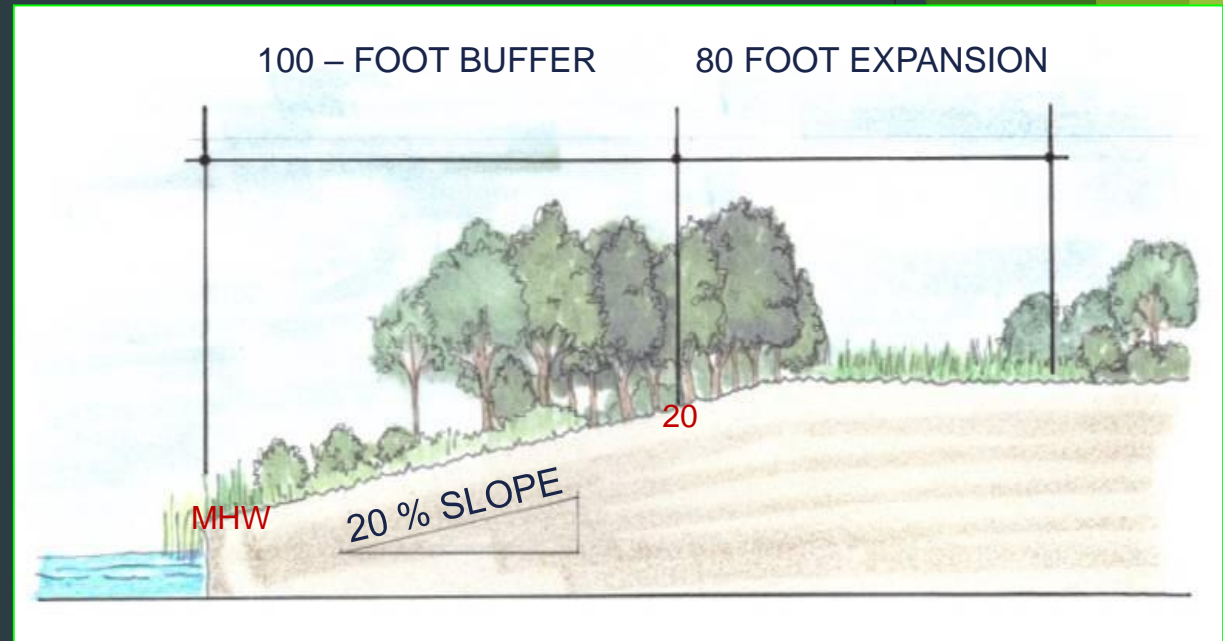 100 – FOOT BUFFER
80 FOOT EXPANSION
20
MHW
20 % SLOPE